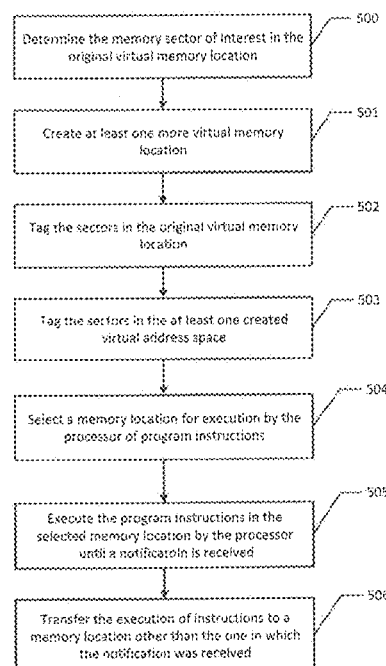 500
Determine the memory sector of interest in the
original virtual memory location
501
Create at least one more virtual memory
location
502
Tag the sectors in the original virtual memory
location
503
Tag the sectors in the at least one created
virtual address space
504
Select a memory location for execution by the
processor of program instructions
505
Execute the program instructions in the
selected memory location by the processor
until a notificatoin is received
506
Transfer the execution of instructions to a
memory location other than the one in which
the notification was received